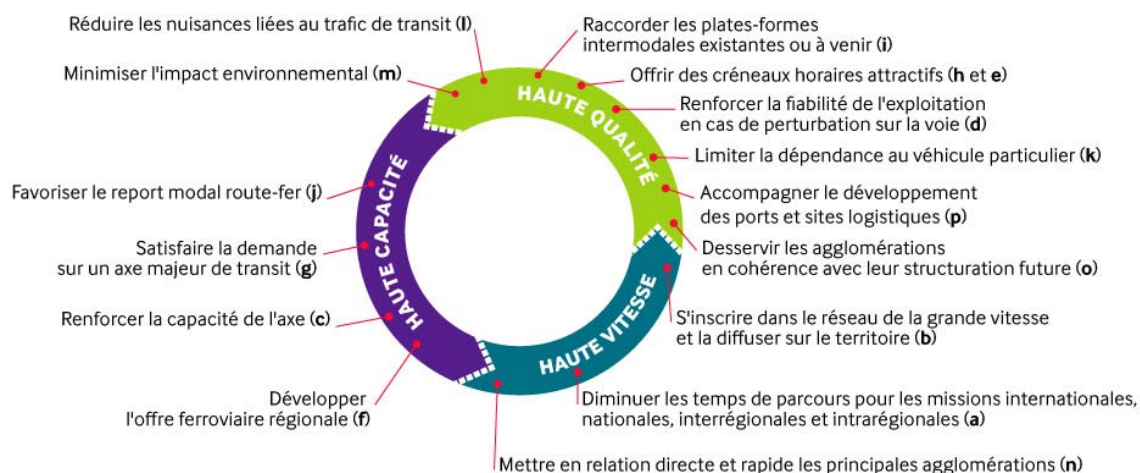 Réduire les nuisances liées au trafic de transit (l)
Minimiser l'impact environnemental (m)
Raccorder les plates-formes
intermodales existantes ou à venir (i)
Offrir des créneaux horaires attractifs (h et e)
Renforcer la fiabilité de l'exploitation
en cas de perturbation sur la voie (d)
Limiter la dépendance au véhicule particulier (k)
Accompagner le développement
des ports et sites logistiques (p)
Desservir les agglomérations
en cohérence avec leur structuration future (o)
S'inscrire dans le réseau de la grande vitesse
et la diffuser sur le territoire (b)
Diminuer les temps de parcours pour les missions internationales,
nationales, interrégionales et intrarégionales (a)
Mettre en relation directe et rapide les principales agglomérations (n)
Développer
l'offre ferroviaire régionale (f)
Renforcer la capacité de l'axe (c)
Satisfaire la demande
sur un axe majeur de transit (g)
Favoriser le report modal route-fer (j)
HAUTE QUALITÉ
HAUTE VITESSE
HAUTE CAPACITÉ